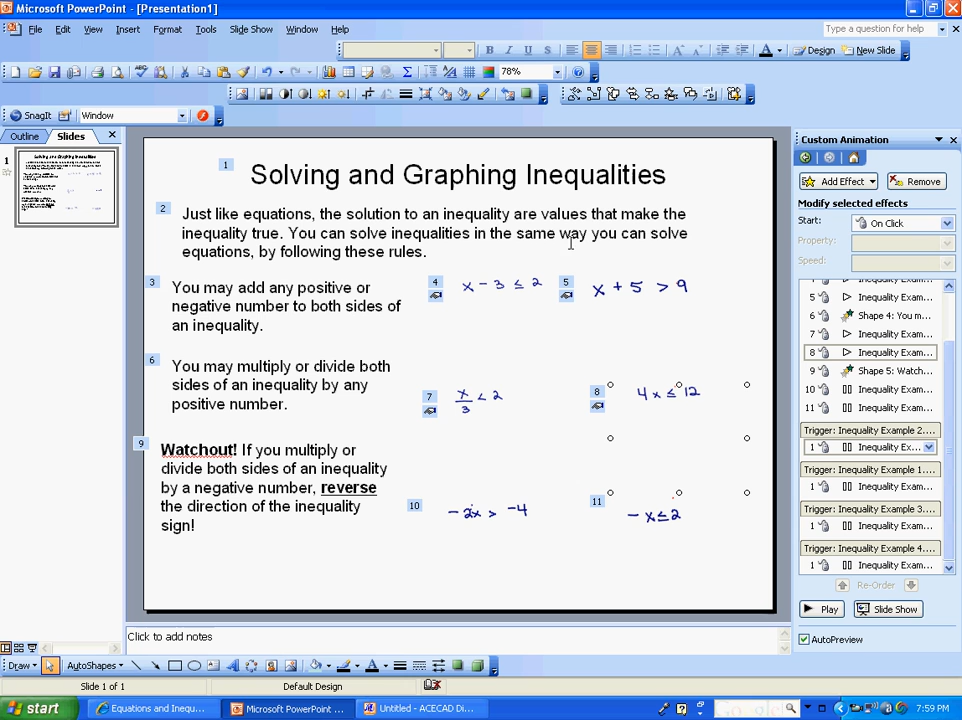 Microsoft PowerPoint - [Presentation1]
File Edit View Insert Format Tools Slide Show Window Help
Type a question for help
Design New Slide
78%
SnagIt Window
Outline Slides
Custom Animation
1
Solving and Graphing Inequalities
Add Effect Remove
Modify selected effects
Start: On Click
Property:
Speed:
2
Just like equations, the solution to an inequality are values that make the
inequality true. You can solve inequalities in the same way you can solve
equations, by following these rules.
3
You may add any positive or
negative number to both sides of
an inequality.
4
x - 3 ≤ 2
5
x + 5 > 9
6
You may multiply or divide both
sides of an inequality by any
positive number.
7
x/3 < 2
8
4x ≤ 12
9
Watchout! If you multiply or
divide both sides of an inequality
by a negative number, reverse
the direction of the inequality
sign!
10
-2x > -4
11
-x ≤ 2
5 Inequality Exam...
6 Shape 4: You m...
7 Inequality Exam...
8 Inequality Exam...
9 Shape 5: Watch...
10 Inequality Exam...
11 Inequality Exam...
Trigger: Inequality Example 2....
1 Inequality Ex...
Trigger: Inequality Example 1....
1 Inequality Exam...
Trigger: Inequality Example 3....
1 Inequality Exam...
Trigger: Inequality Example 4....
1 Inequality Exam...
Re-Order
Play Slide Show
AutoPreview
Click to add notes
Draw AutoShapes
Slide 1 of 1 Default Design
start Equations and Inequ... Microsoft PowerPoint ... Untitled - ACECAD Di... 7:59 PM